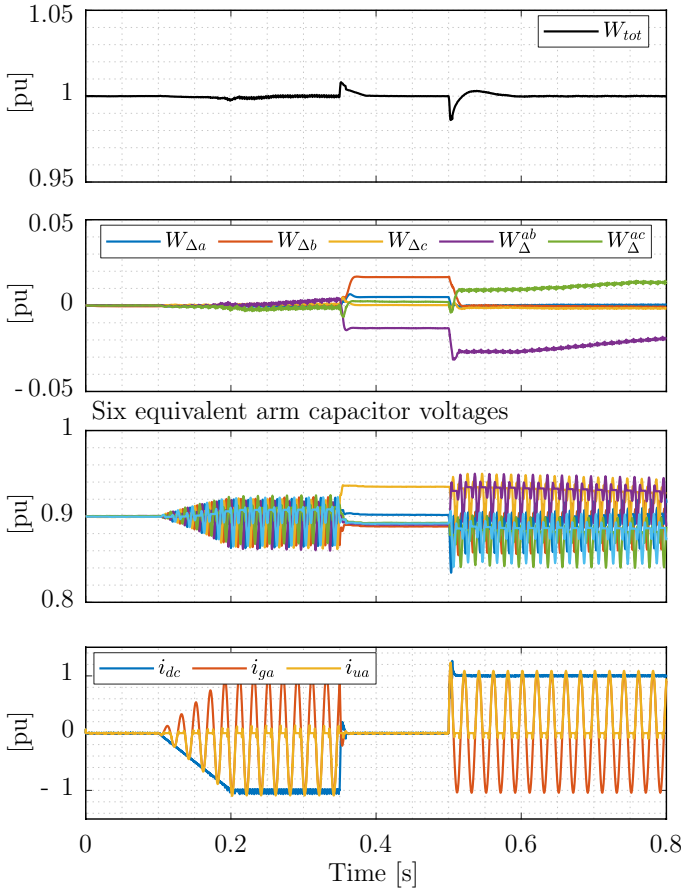 1.05
W_tot
[pu]
1
0.95
0.05
W_Δa W_Δb W_Δc W_Δ^ab W_Δ^ac
[pu]
0
-0.05
Six equivalent arm capacitor voltages
1
[pu]
0.9
0.8
i_dc i_ga i_ua
1
[pu]
0
-1
0 0.2 0.4 0.6 0.8
Time [s]